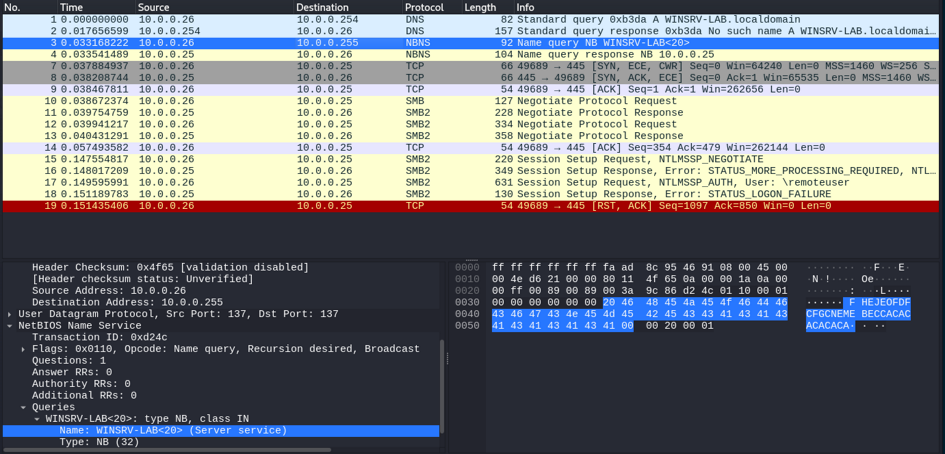 No. Time Source Destination Protocol Length Info
1 0.000000000 10.0.0.26 10.0.0.254 DNS 82 Standard query 0xb3da A WINSRV-LAB.localdomain
2 0.017656599 10.0.0.254 10.0.0.26 DNS 157 Standard query response 0xb3da No such name A WINSRV-LAB.localdomai…
3 0.033168222 10.0.0.26 10.0.0.255 NBNS 92 Name query NB WINSRV-LAB<20>
4 0.033541489 10.0.0.25 10.0.0.26 NBNS 104 Name query response NB 10.0.0.25
7 0.037884937 10.0.0.26 10.0.0.25 TCP 66 49689 → 445 [SYN, ECE, CWR] Seq=0 Win=64240 Len=0 MSS=1460 WS=256 S…
8 0.038208744 10.0.0.25 10.0.0.26 TCP 66 445 → 49689 [SYN, ACK, ECE] Seq=0 Ack=1 Win=65535 Len=0 MSS=1460 WS…
9 0.038467811 10.0.0.26 10.0.0.25 TCP 54 49689 → 445 [ACK] Seq=1 Ack=1 Win=262656 Len=0
10 0.038672374 10.0.0.26 10.0.0.25 SMB 127 Negotiate Protocol Request
11 0.039754759 10.0.0.25 10.0.0.26 SMB2 228 Negotiate Protocol Response
12 0.039941217 10.0.0.26 10.0.0.25 SMB2 334 Negotiate Protocol Request
13 0.040431291 10.0.0.25 10.0.0.26 SMB2 358 Negotiate Protocol Response
14 0.057493582 10.0.0.26 10.0.0.25 TCP 54 49689 → 445 [ACK] Seq=354 Ack=479 Win=262144 Len=0
15 0.147554817 10.0.0.26 10.0.0.25 SMB2 220 Session Setup Request, NTLMSSP_NEGOTIATE
16 0.148017209 10.0.0.25 10.0.0.26 SMB2 349 Session Setup Response, Error: STATUS_MORE_PROCESSING_REQUIRED, NTL…
17 0.149595991 10.0.0.26 10.0.0.25 SMB2 631 Session Setup Request, NTLMSSP_AUTH, User: \remoteuser
18 0.151189783 10.0.0.25 10.0.0.26 SMB2 130 Session Setup Response, Error: STATUS_LOGON_FAILURE
19 0.151435406 10.0.0.26 10.0.0.25 TCP 54 49689 → 445 [RST, ACK] Seq=1097 Ack=850 Win=0 Len=0
Header Checksum: 0x4f65 [validation disabled]
[Header checksum status: Unverified]
Source Address: 10.0.0.26
Destination Address: 10.0.0.255
User Datagram Protocol, Src Port: 137, Dst Port: 137
NetBIOS Name Service
Transaction ID: 0xd24c
Flags: 0x0110, Opcode: Name query, Recursion desired, Broadcast
Questions: 1
Answer RRs: 0
Authority RRs: 0
Additional RRs: 0
Queries
WINSRV-LAB<20>: type NB, class IN
Name: WINSRV-LAB<20> (Server service)
Type: NB (32)
0000 ff ff ff ff ff ff fa ad 8c 95 46 91 08 00 45 00 ········ ··F···E·
0010 00 4e d6 21 00 00 80 11 4f 65 0a 00 00 1a 0a 00 ·N·!···· Oe······
0020 00 ff 00 89 00 89 00 3a 9c 86 d2 4c 01 10 00 01 ·······: ···L····
0030 00 00 00 00 00 00 20 46 48 45 4a 45 4f 46 44 46 ······ F HEJEOFDF
0040 43 46 47 43 4e 45 4d 45 42 45 43 43 41 43 41 43 CFGCNEME BECCACAC
0050 41 43 41 43 41 43 41 00 00 20 00 01 ACACACA· · ··